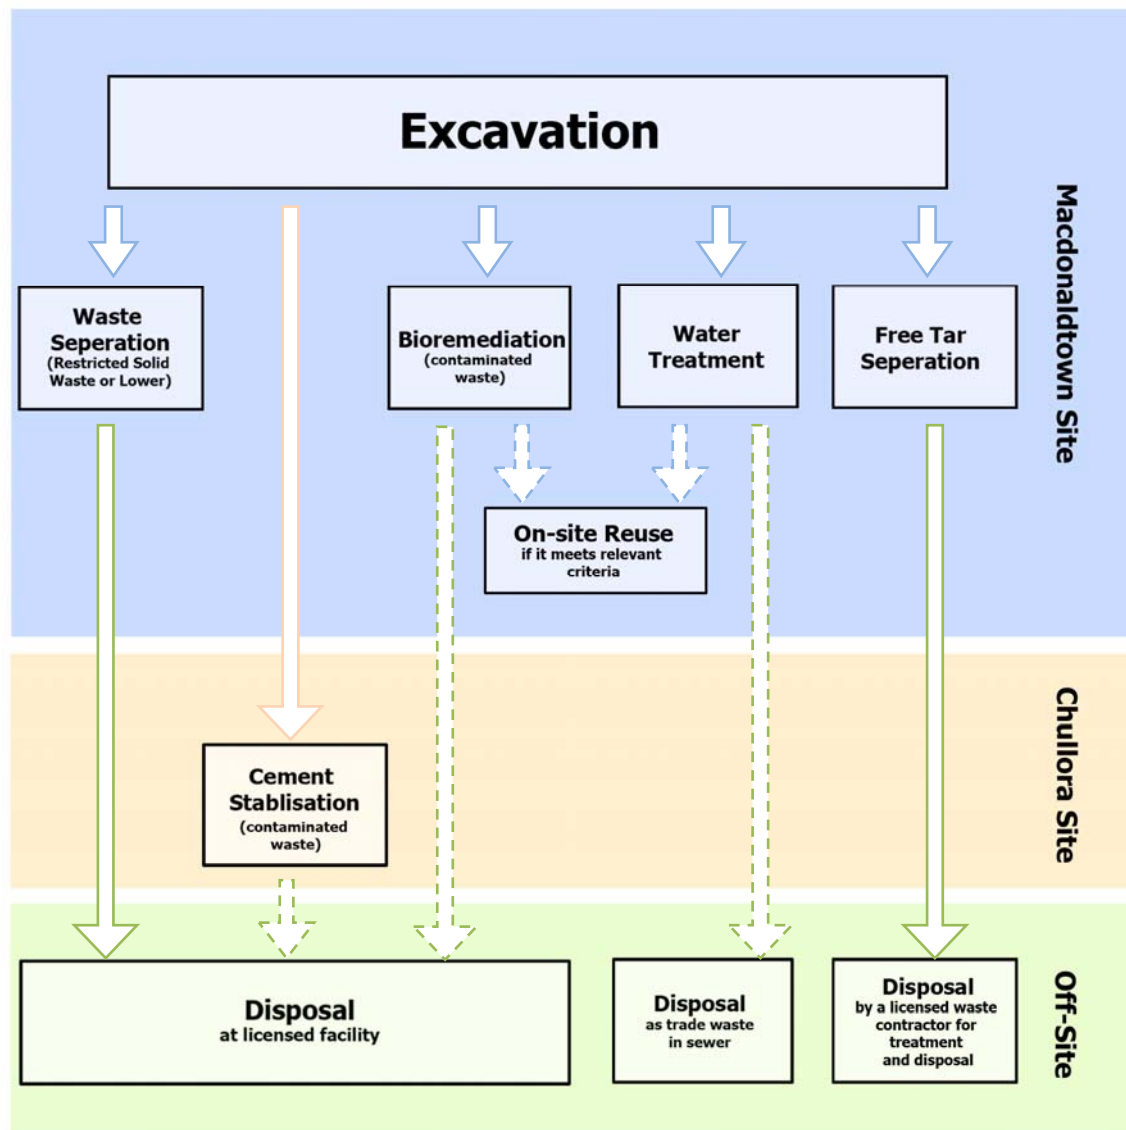 Excavation
Macdonaldtown Site
Waste
Seperation
(Restricted Solid
Waste or Lower)
Bioremediation
(contaminated
waste)
Water
Treatment
Free Tar
Seperation
On-site Reuse
if it meets relevant
criteria
Chullora Site
Cement
Stablisation
(contaminated
waste)
Off-Site
Disposal
at licensed facility
Disposal
as trade waste
in sewer
Disposal
by a licensed waste
contractor for
treatment
and disposal